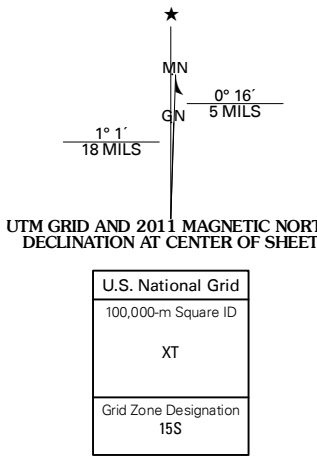 ★
MN
0° 16´
5 MILS
GN
1° 1´
18 MILS
UTM GRID AND 2011 MAGNETIC NORT
DECLINATION AT CENTER OF SHEET
U.S. National Grid
100,000-m Square ID
XT
Grid Zone Designation
15S